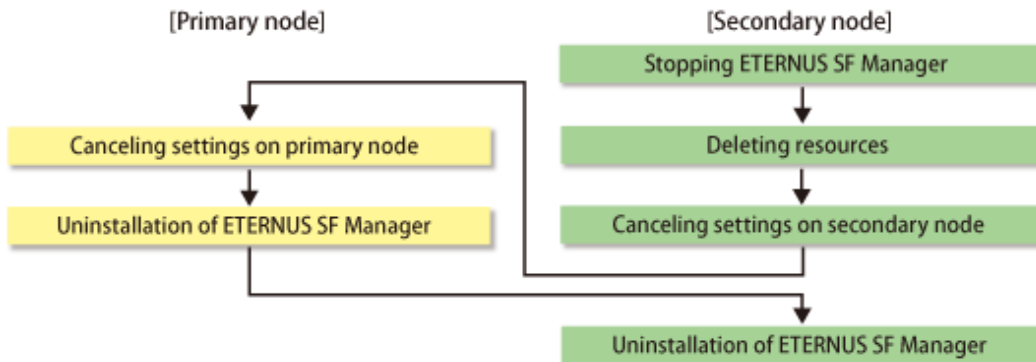 [Primary node]
[Secondary node]
Stopping ETERNUS SF Manager
Canceling settings on primary node
Deleting resources
Uninstallation of ETERNUS SF Manager
Canceling settings on secondary node
Uninstallation of ETERNUS SF Manager